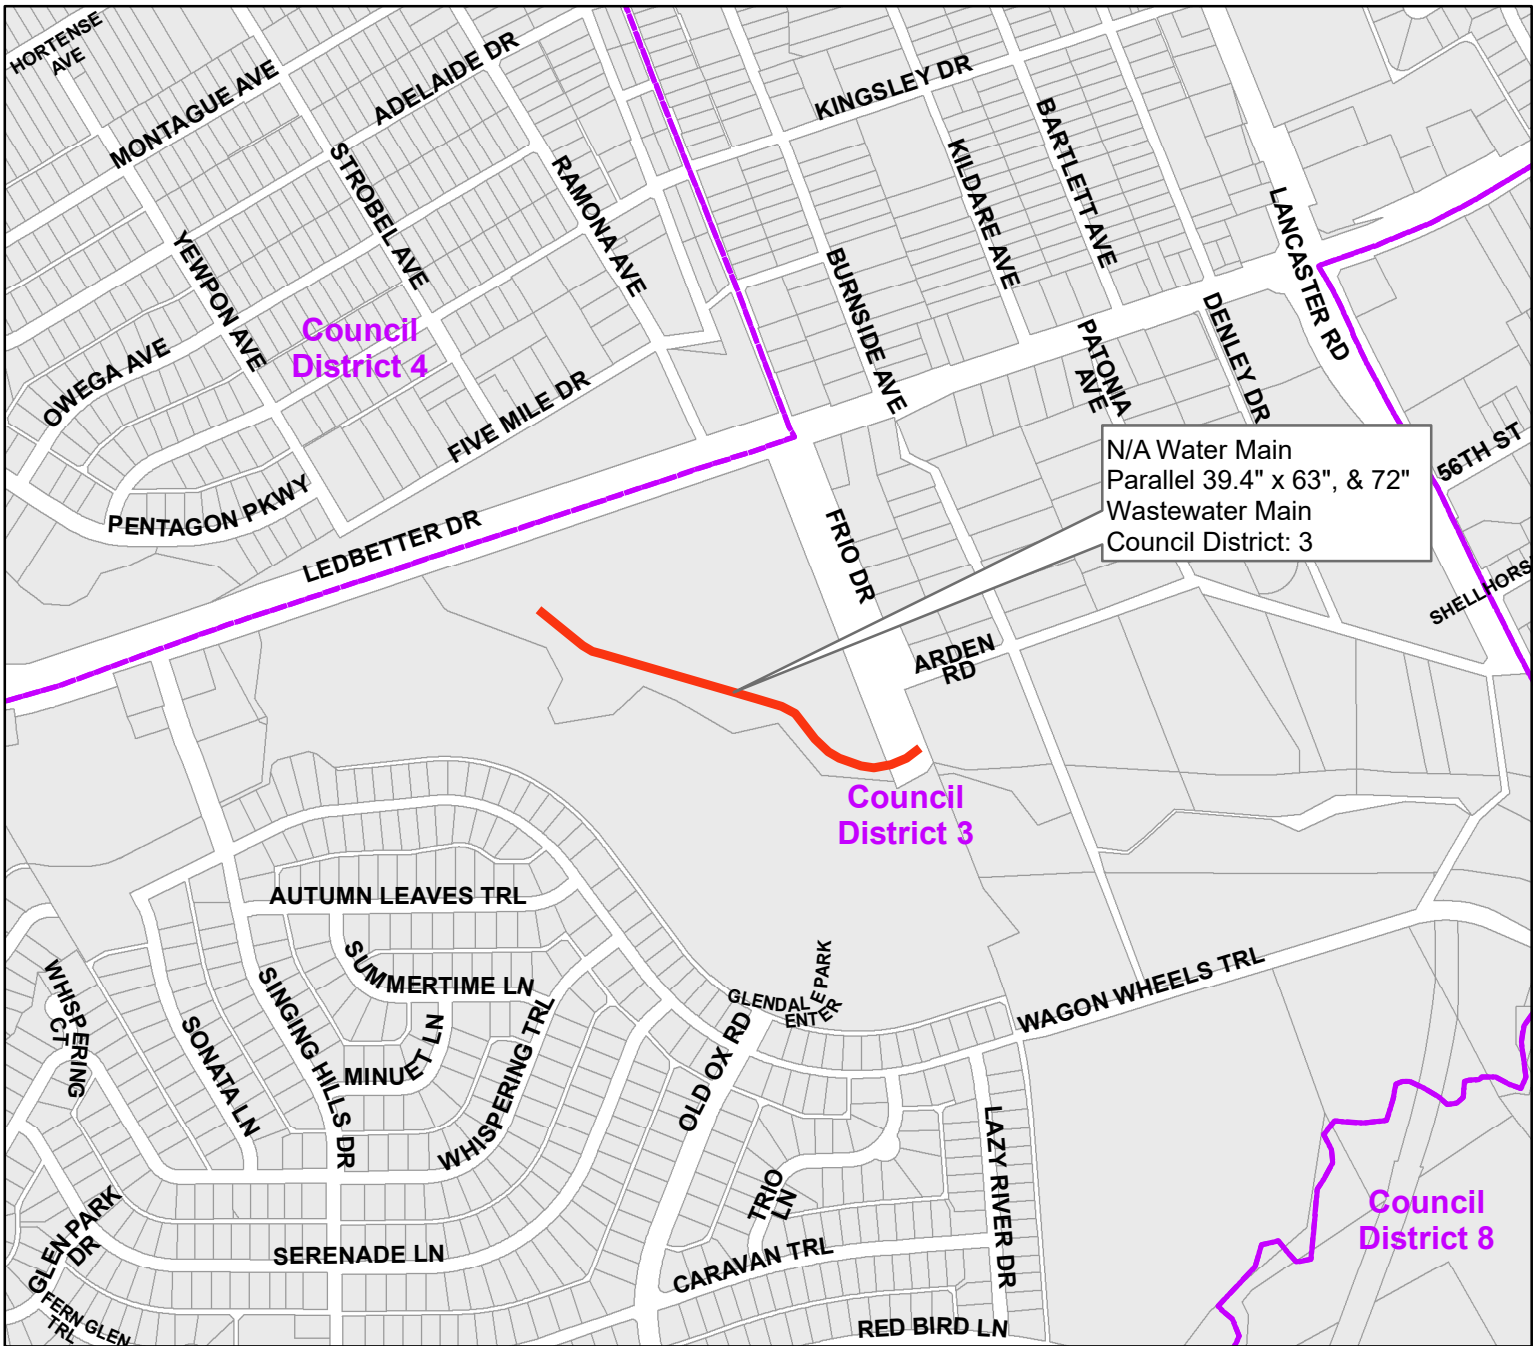 HORTENSE
AVE
MONTAGUE AVE
ADELAIDE DR
STROBEL AVE
RAMONA AVE
YEWPON AVE
OWEGA AVE
Council
District 4
FIVE MILE DR
PENTAGON PKWY
LEDBETTER DR
KINGSLEY DR
KILDARE AVE
BARTLETT AVE
BURNSIDE AVE
LANCASTER RD
PATONIA
AVE
DENLEY DR
56TH ST
SHELLHORS
N/A Water Main
Parallel 39.4" x 63", & 72"
Wastewater Main
Council District: 3
FRIO DR
ARDEN
RD
Council
District 3
AUTUMN LEAVES TRL
SUMMERTIME LN
WHISPERING
CT
SONATA LN
SINGING HILLS DR
MINUET LN
WHISPERING TRL
OLD OX RD
GLENDALE PARK
ENTER
WAGON WHEELS TRL
LAZY RIVER DR
TRIO
LN
CARAVAN TRL
SERENADE LN
GLEN PARK
DR
FERN GLEN
TRL
RED BIRD LN
Council
District 8